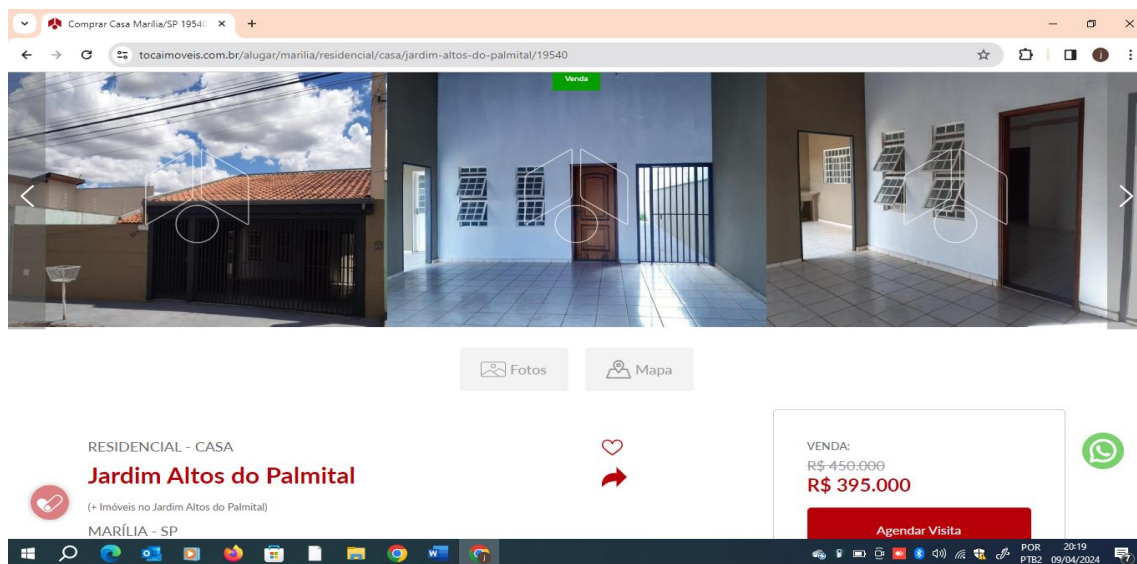 Comprar Casa Marília/SP 19540
tocaimoveis.com.br/alugar/marilia/residencial/casa/jardim-altos-do-palmital/19540
Venda
Fotos
Mapa
RESIDENCIAL - CASA
Jardim Altos do Palmital
(+ Imóveis no Jardim Altos do Palmital)
MARÍLIA - SP
VENDA:
R$ 450.000
R$ 395.000
Agendar Visita
POR
PTB2
20:19
09/04/2024